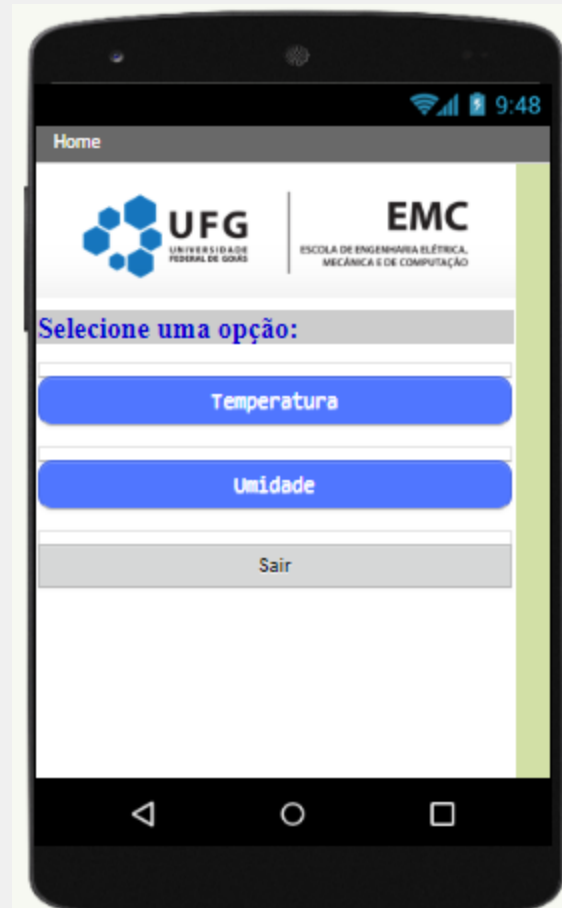 9:48
Home
UFG
UNIVERSIDADE
FEDERAL DE GOIÁS
EMC
ESCOLA DE ENGENHARIA ELÉTRICA,
MECÂNICA E DE COMPUTAÇÃO
Selecione uma opção:
Temperatura
Umidade
Sair